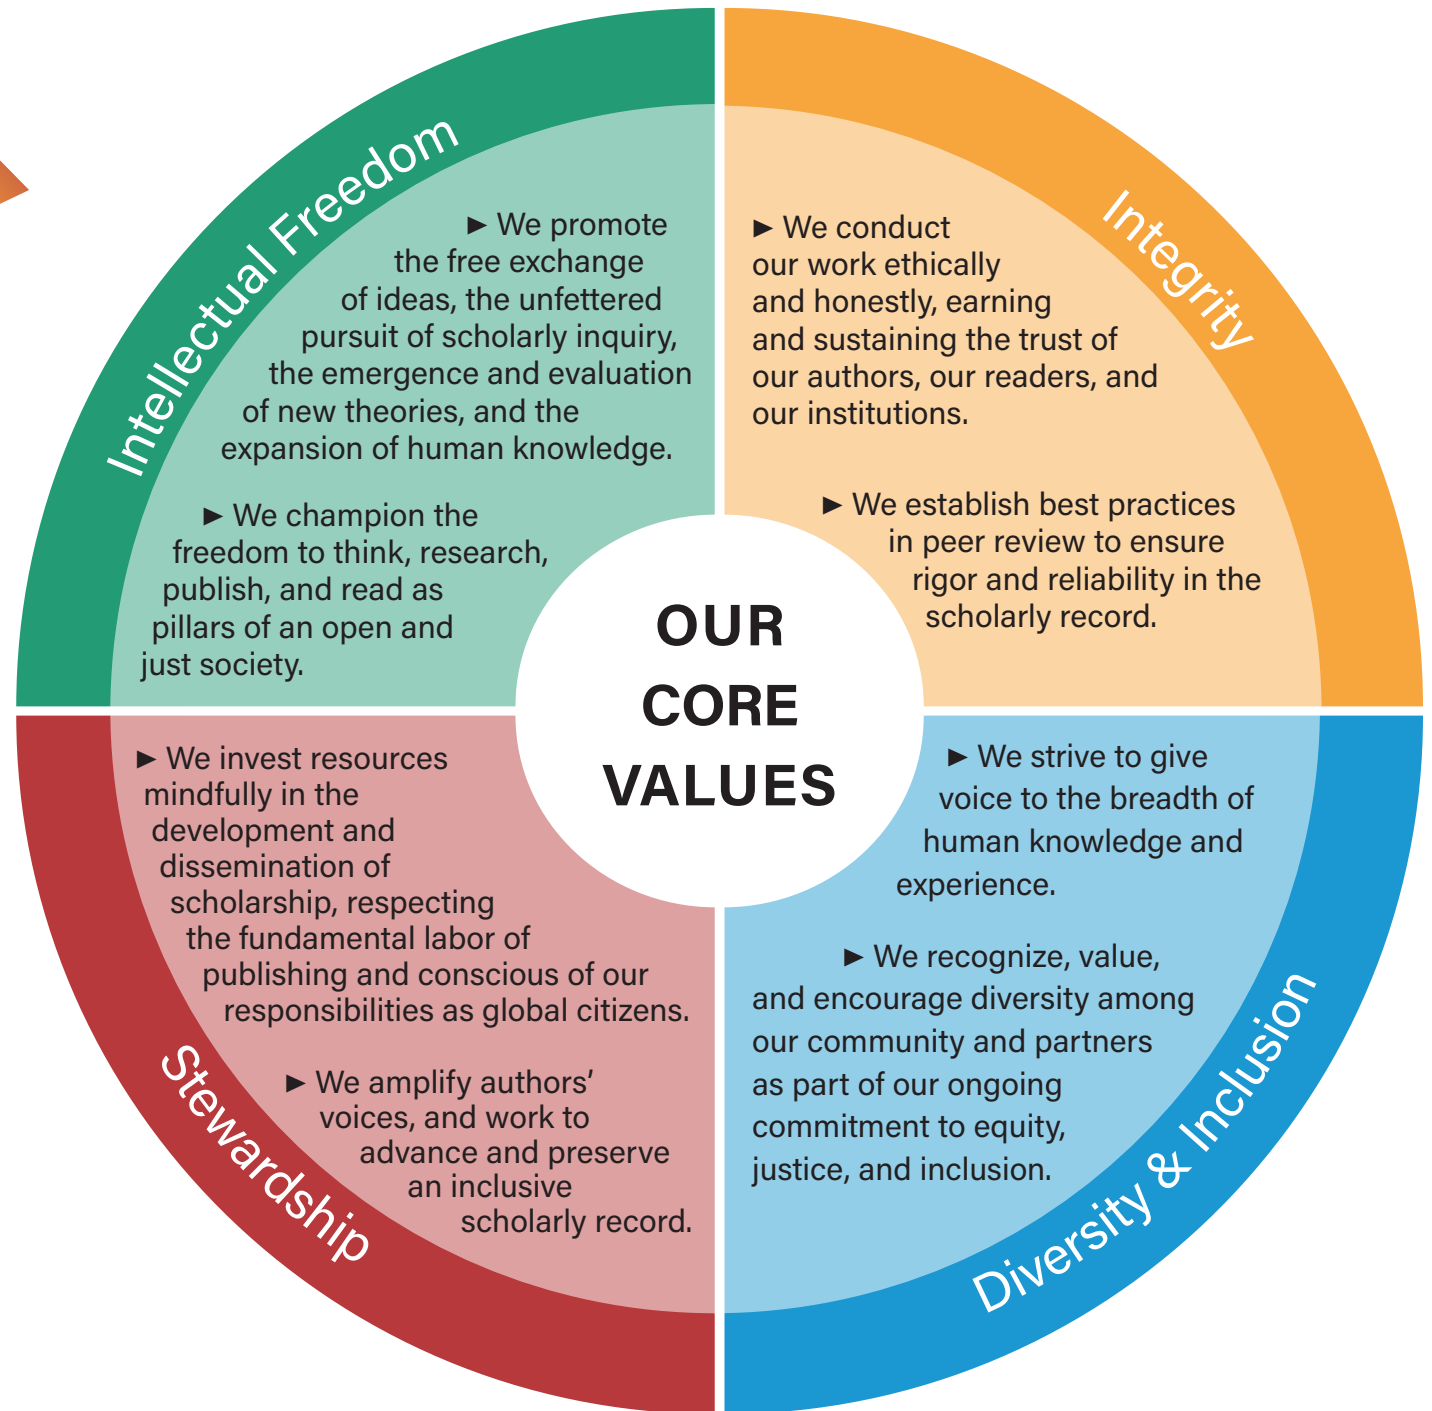 Intellectual Freedom
► We promote
the free exchange
of ideas, the unfettered
pursuit of scholarly inquiry,
the emergence and evaluation
of new theories, and the
expansion of human knowledge.
► We champion the
freedom to think, research,
publish, and read as
pillars of an open and
just society.
Integrity
► We conduct
our work ethically
and honestly, earning
and sustaining the trust of
our authors, our readers, and
our institutions.
► We establish best practices
in peer review to ensure
rigor and reliability in the
scholarly record.
OUR
CORE
VALUES
► We invest resources
mindfully in the
development and
dissemination of
scholarship, respecting
the fundamental labor of
publishing and conscious of our
responsibilities as global citizens.
► We amplify authors’
voices, and work to
advance and preserve
an inclusive
scholarly record.
Stewardship
► We strive to give
voice to the breadth of
human knowledge and
experience.
► We recognize, value,
and encourage diversity among
our community and partners
as part of our ongoing
commitment to equity,
justice, and inclusion.
Diversity & Inclusion